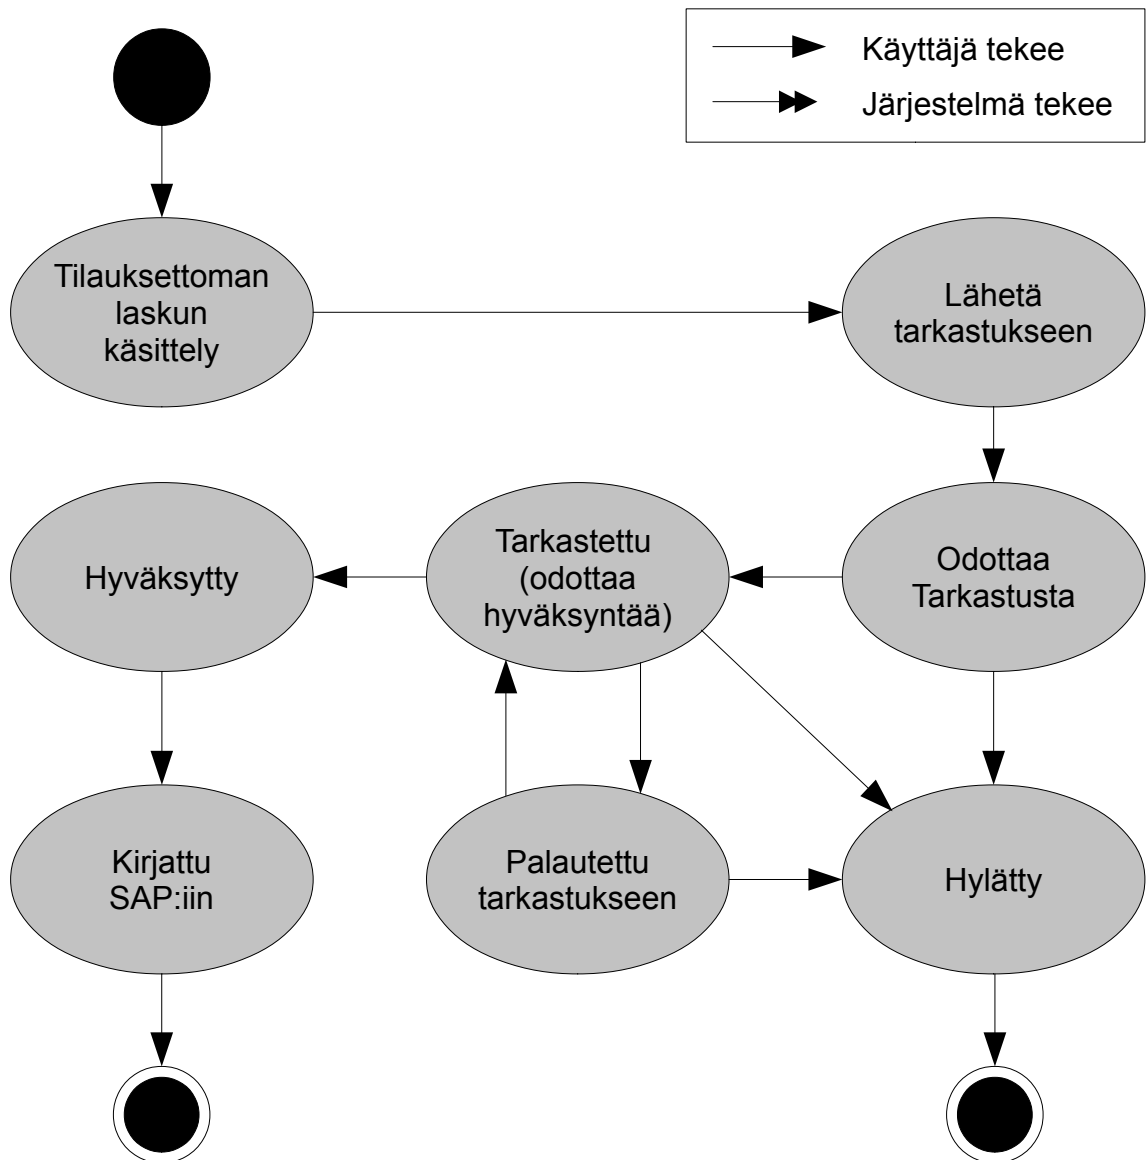 Käyttäjä tekee
Järjestelmä tekee
Tilauksettoman
laskun
käsittely
Lähetä
tarkastukseen
Hyväksytty
Tarkastettu
(odottaa
hyväksyntää)
Odottaa
Tarkastusta
Kirjattu
SAP:iin
Palautettu
tarkastukseen
Hylätty